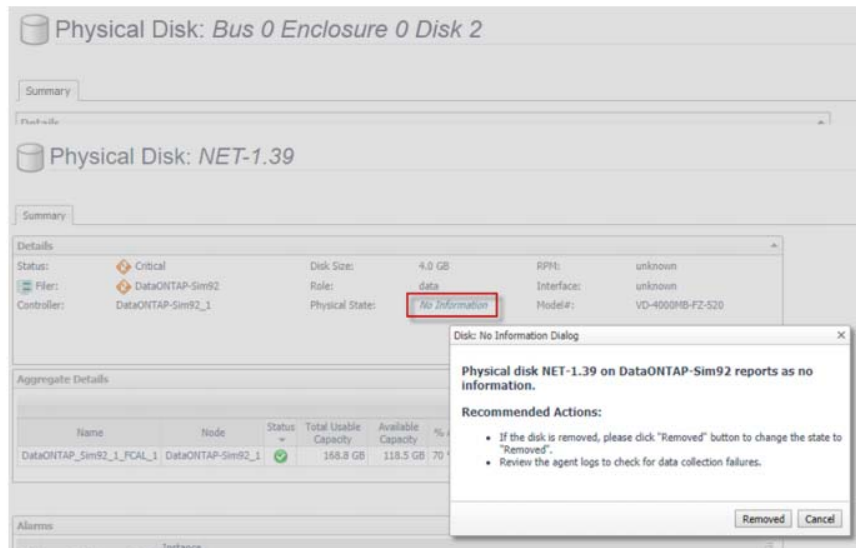 Physical Disk: Bus 0 Enclosure 0 Disk 2
Summary
Details
Physical Disk: NET-1.39
Summary
Details
Status: Critical Disk Size: 4.0 GB RPM: unknown
Filer: DataONTAP-Sim92 Role: data Interface: unknown
Controller: DataONTAP-Sim92_1 Physical State: No Information Model#: VD-4000MB-FZ-520
Disk: No Information Dialog
Physical disk NET-1.39 on DataONTAP-Sim92 reports as no
information.
Recommended Actions:
• If the disk is removed, please click "Removed" button to change the state to
"Removed".
• Review the agent logs to check for data collection failures.
Removed Cancel
Aggregate Details
Name Node Status Total Usable Capacity Available Capacity %
DataONTAP_Sim92_1_FCAL_1 DataONTAP-Sim92_1 168.8 GB 118.5 GB 70
Alarms
Instance